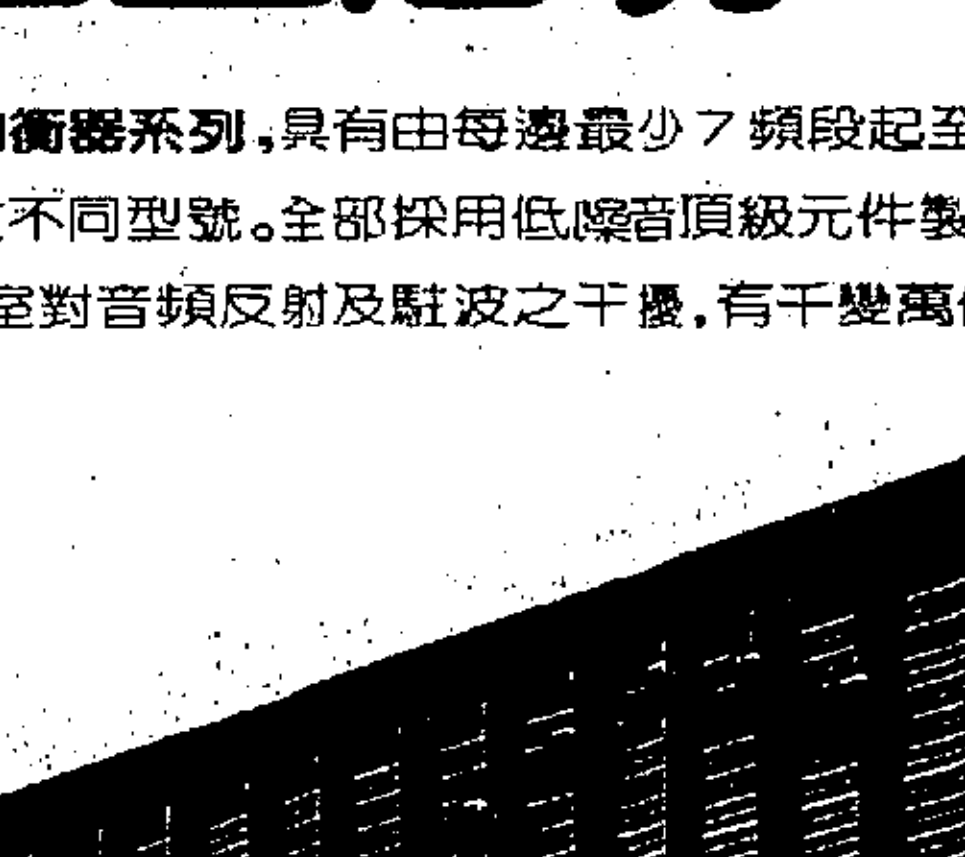 衡器系列,具有由每邊最少7頻段起至
不同型號。全部採用低噪音頂級元件製
室對音頻反射及駐波之干擾,有千變萬